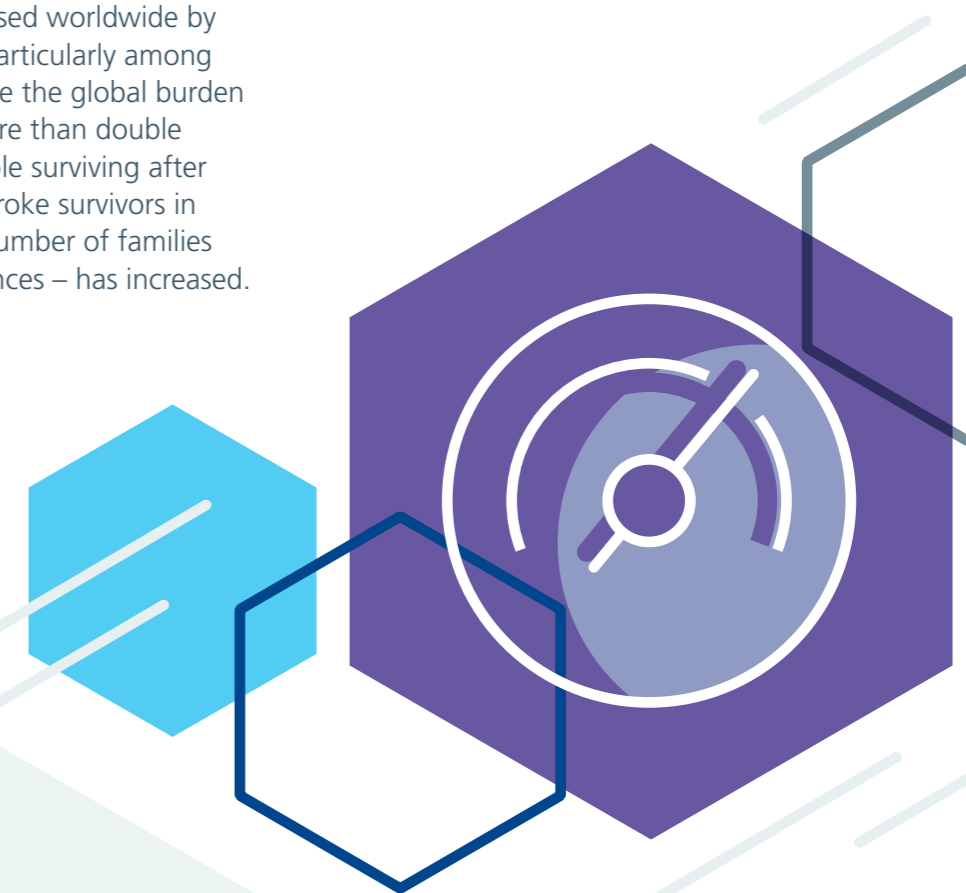 sed worldwide by
articularly among
e the global burden
re than double
le surviving after
roke survivors in
umber of families
nces – has increased.